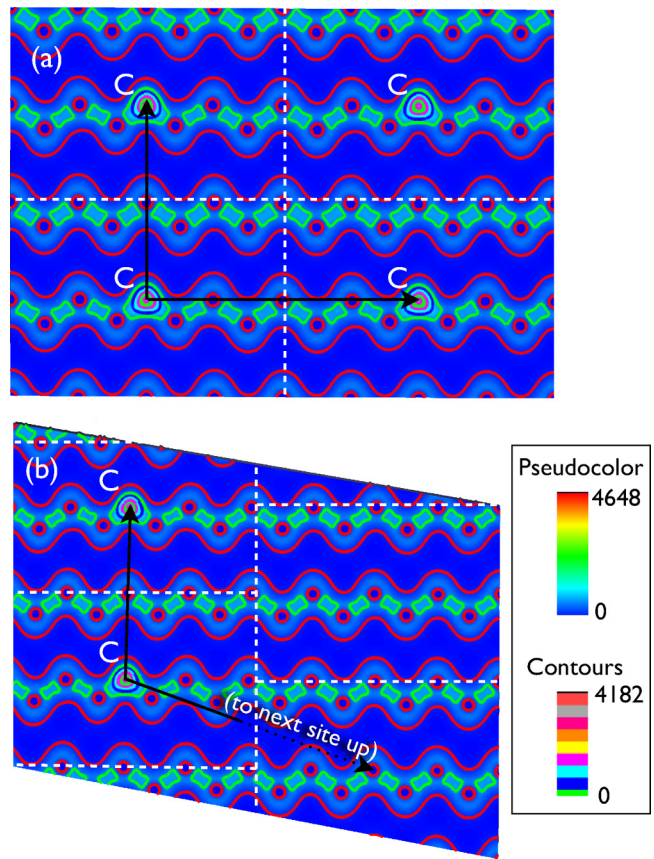 (a)
C C
C C
(b)
C
C
(to next site up)
Pseudocolor
4648
0
Contours
4182
0